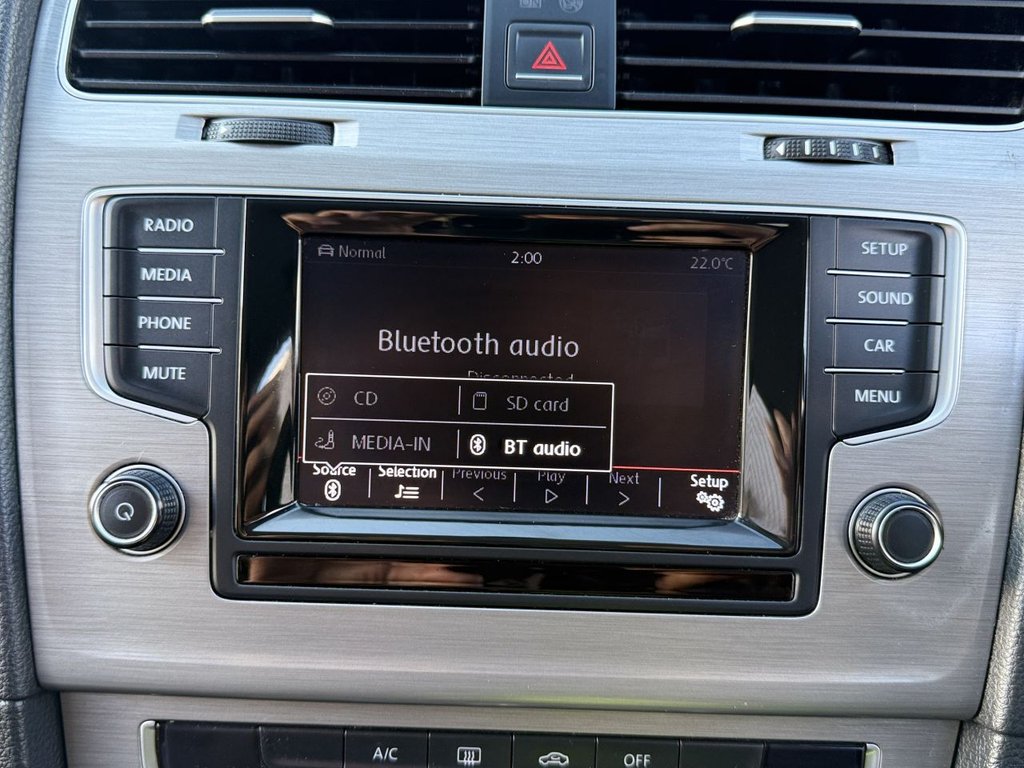 RADIO
MEDIA
PHONE
MUTE
Normal 2:00 22.0°C
Bluetooth audio
Disconnected
CD SD card
MEDIA-IN BT audio
Source Selection Previous Play Next Setup
SETUP
SOUND
CAR
MENU
A/C OFF